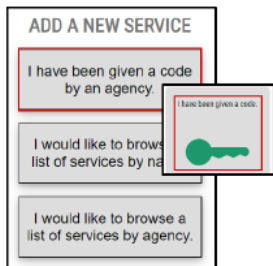 ADD A NEW SERVICE
I have been given a code
by an agency.
I have been given a code.
I would like to browse
list of services by
I would like to browse a
list of services by agency.